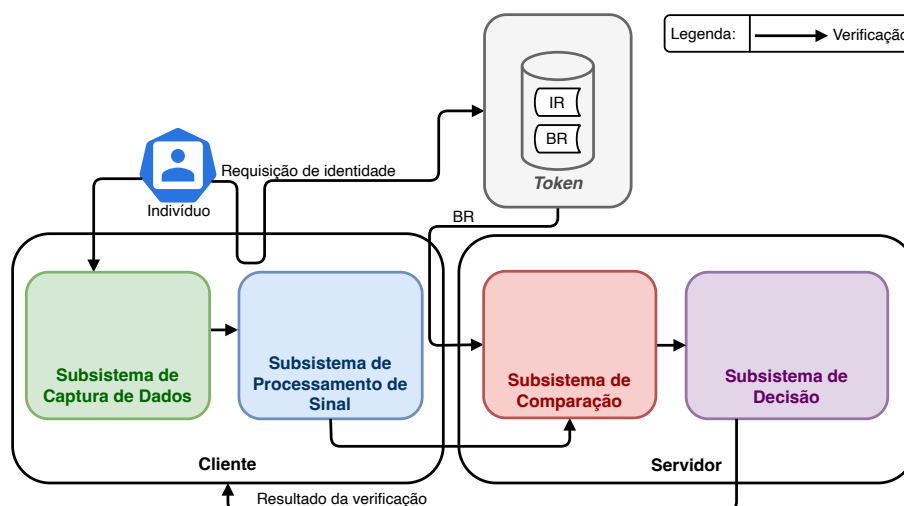 Legenda:
Verificação
IR
BR
Token
Requisição de identidade
Indivíduo
BR
Subsistema de
Captura de Dados
Subsistema de
Processamento de
Sinal
Subsistema de
Comparação
Subsistema de
Decisão
Cliente
Servidor
Resultado da verificação